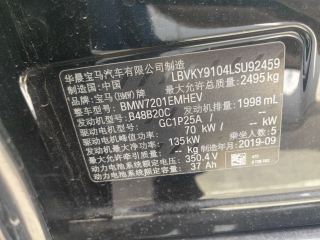 华晨宝马汽车有限公司制造 LBVKY9104LSU92459
制造国：中国 最大允许总质量：2495kg
品牌：宝马(BMW)牌
整车型号：BMW7201EMHEV
发动机型号：B48B20C 发动机排量：1998 mL
驱动电机型号：GC1P25A / --
驱动电机峰值功率：70 kW / -- kW
发动机最大净功率：135kW 乘坐人数：5
最大允许牵引质量：-- kg 制造年月：2019-09
动力电池系统额定电压：350.4 V
动力电池系统额定容量：37 Ah